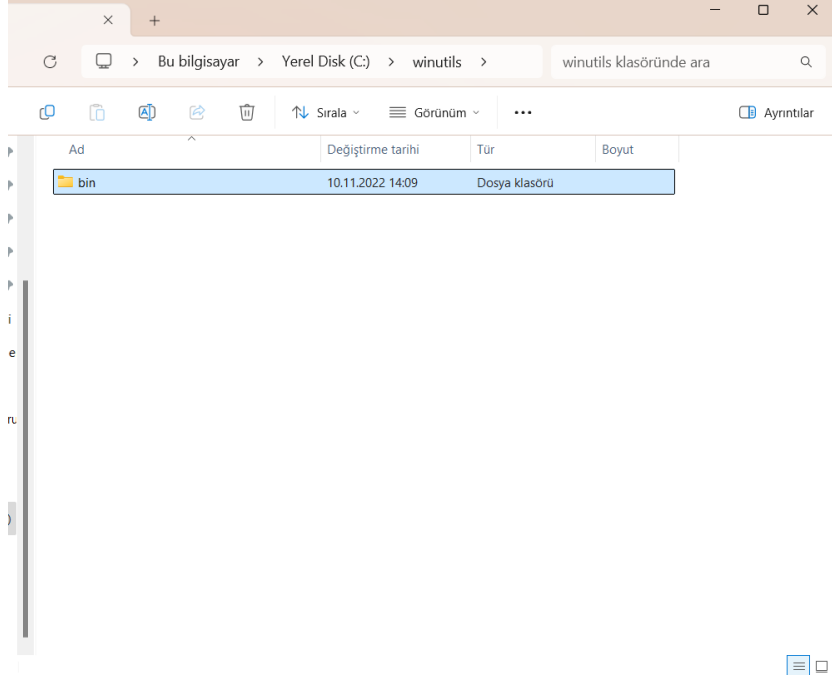 Bu bilgisayar > Yerel Disk (C:) > winutils > winutils klasöründe ara
Sırala Görünüm ... Ayrıntılar
Ad Değiştirme tarihi Tür Boyut
bin 10.11.2022 14:09 Dosya klasörü
i
e
ru
)